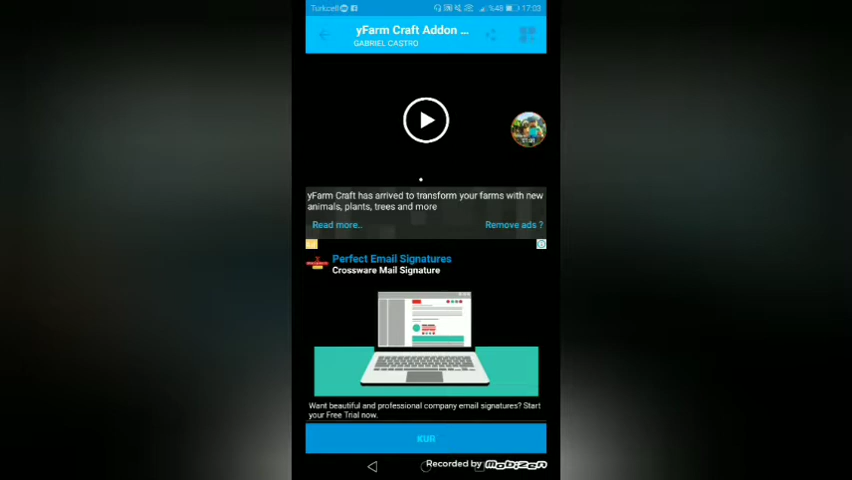 Turkcell %48 17:03
yFarm Craft Addon ...
GABRIEL CASTRO
yFarm Craft has arrived to transform your farms with new
animals, plants, trees and more
Read more..
Remove ads ?
Perfect Email Signatures
Crossware Mail Signature
Want beautiful and professional company email signatures? Start
your Free Trial now.
KUR
Recorded by mobizen